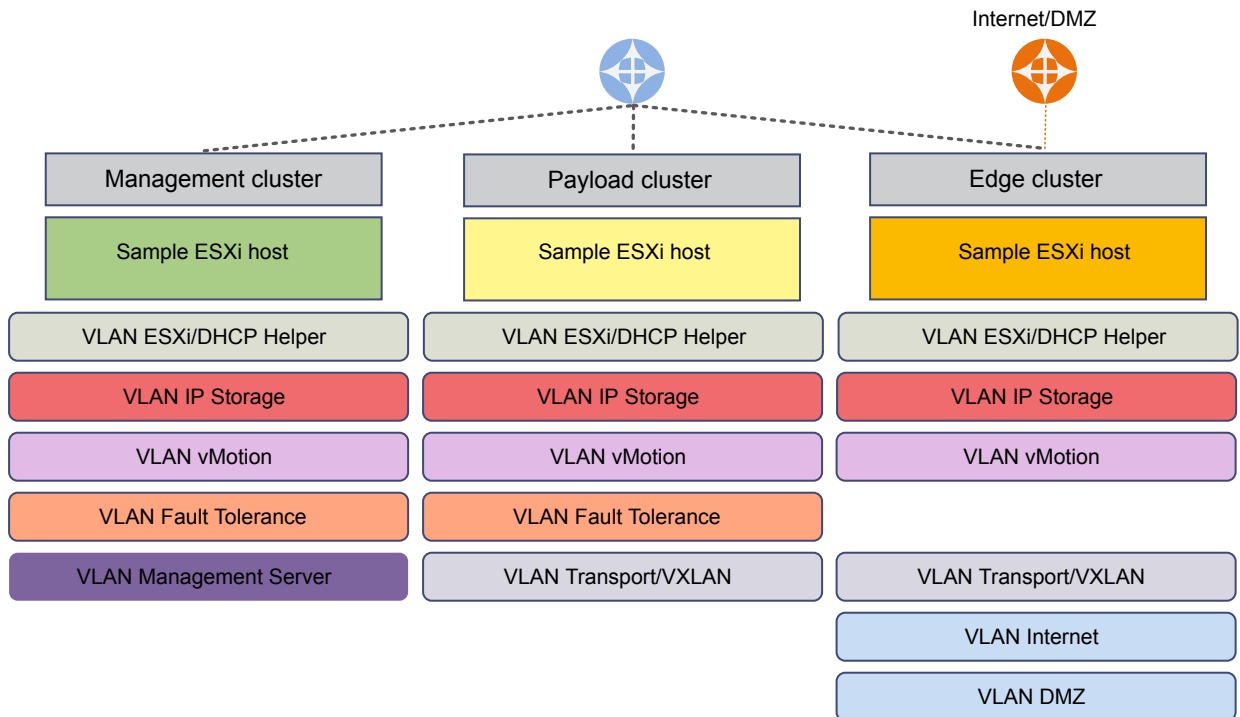 Internet/DMZ
Management cluster
Payload cluster
Edge cluster
Sample ESXi host
Sample ESXi host
Sample ESXi host
VLAN ESXi/DHCP Helper
VLAN ESXi/DHCP Helper
VLAN ESXi/DHCP Helper
VLAN IP Storage
VLAN IP Storage
VLAN IP Storage
VLAN vMotion
VLAN vMotion
VLAN vMotion
VLAN Fault Tolerance
VLAN Fault Tolerance
VLAN Management Server
VLAN Transport/VXLAN
VLAN Transport/VXLAN
VLAN Internet
VLAN DMZ